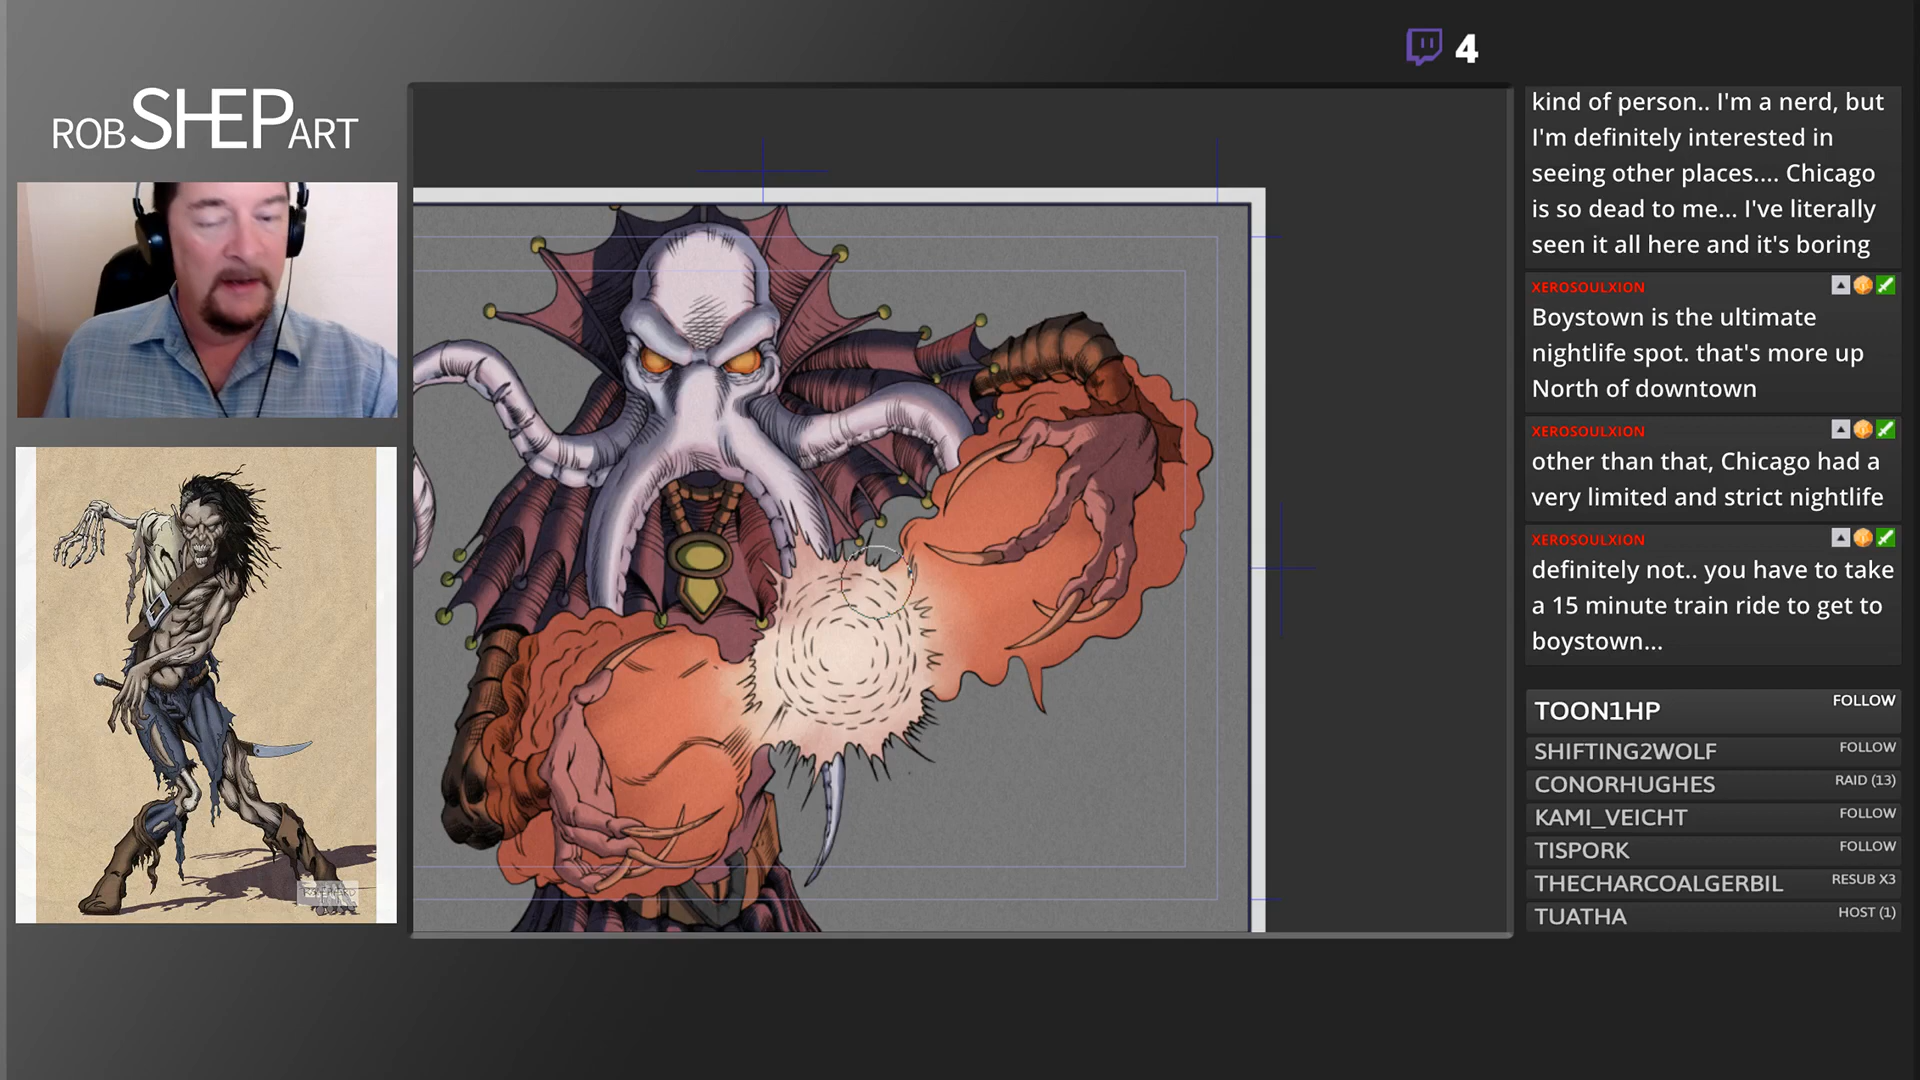 4
ROB SHEP ART
kind of person.. I'm a nerd, but
I'm definitely interested in
seeing other places.... Chicago
is so dead to me... I've literally
seen it all here and it's boring
XEROSOULXION
Boystown is the ultimate
nightlife spot. that's more up
North of downtown
XEROSOULXION
other than that, Chicago had a
very limited and strict nightlife
XEROSOULXION
definitely not.. you have to take
a 15 minute train ride to get to
boystown...
TOON1HP FOLLOW
SHIFTING2WOLF FOLLOW
CONORHUGHES RAID (13)
KAMI_VEICHT FOLLOW
TISPORK FOLLOW
THECHARCOALGERBIL RESUB X3
TUATHA HOST (1)